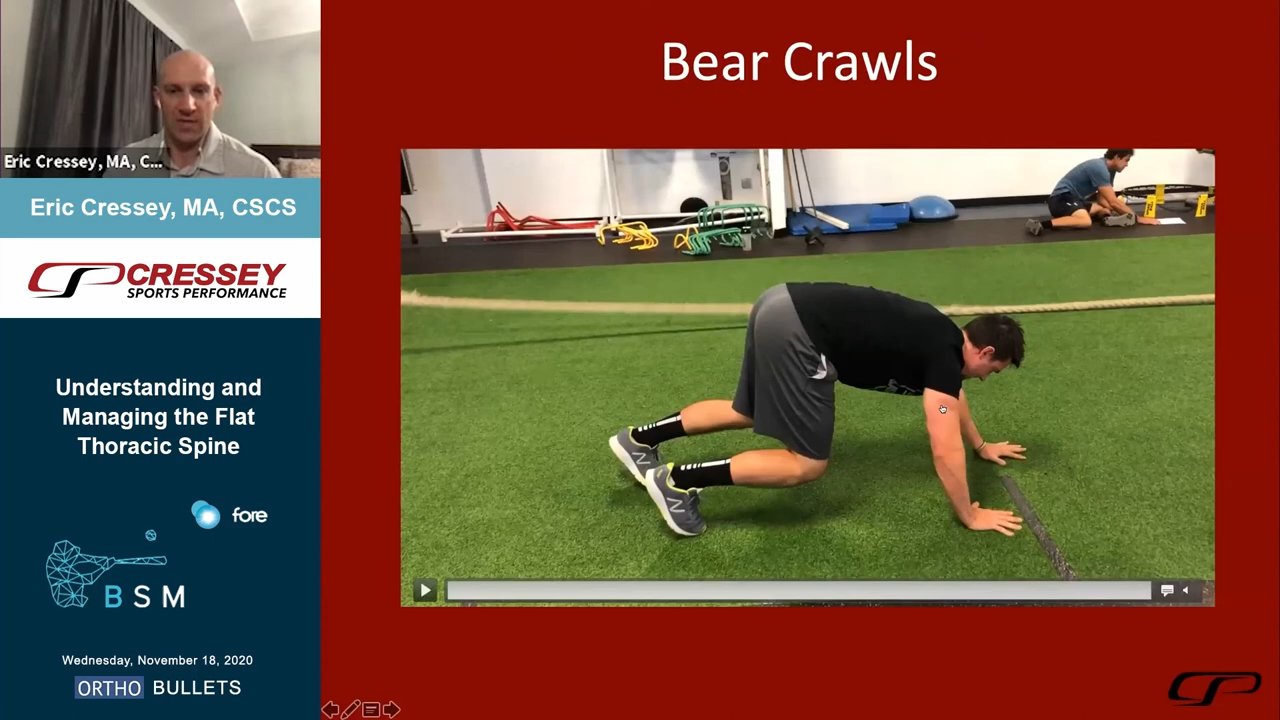 Bear Crawls
Eric Cressey, MA, C...
Eric Cressey, MA, CSCS
CRESSEY
SPORTS PERFORMANCE
Understanding and
Managing the Flat
Thoracic Spine
fore
BSM
Wednesday, November 18, 2020
ORTHO BULLETS
N
N